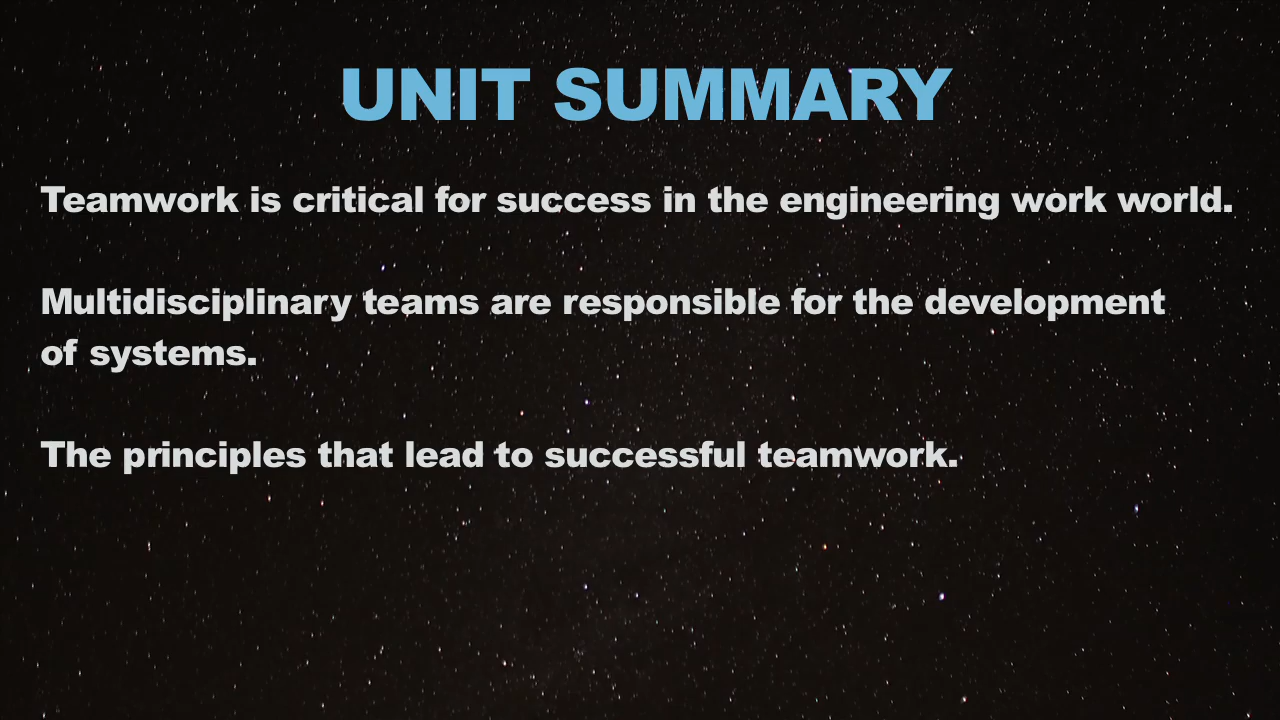 UNIT SUMMARY
Teamwork is critical for success in the engineering work world.
Multidisciplinary teams are responsible for the development
of systems.
The principles that lead to successful teamwork.